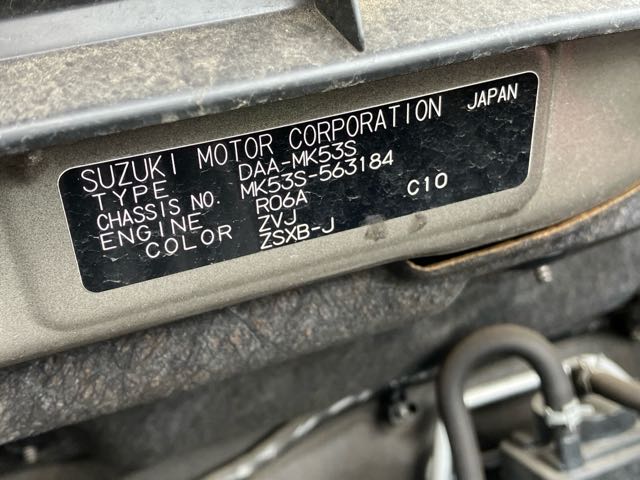 SUZUKI MOTOR CORPORATION JAPAN
TYPE DAA-MK53S
CHASSIS NO. MK53S-563184
ENGINE R06A C10
COLOR ZVJ
ZSXB-J